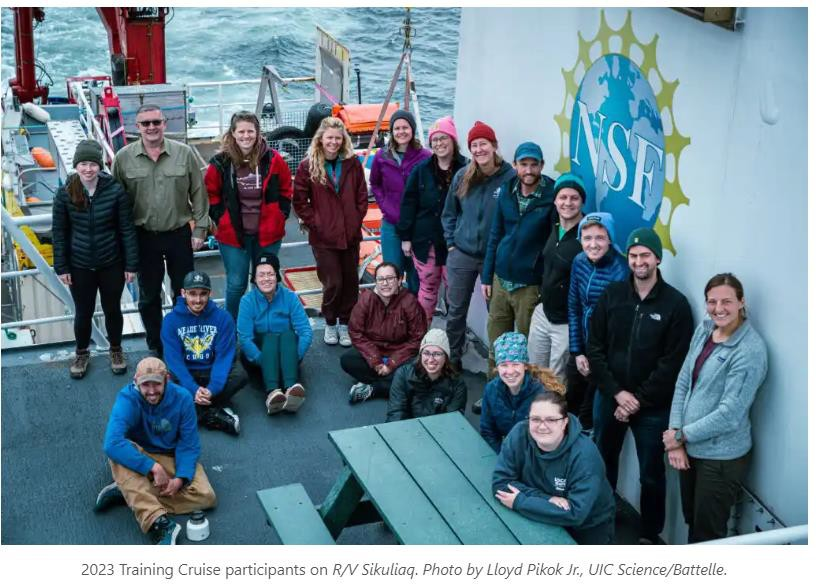 NSF
2023 Training Cruise participants on R/V Sikuliaq. Photo by Lloyd Pikok Jr., UIC Science/Battelle.